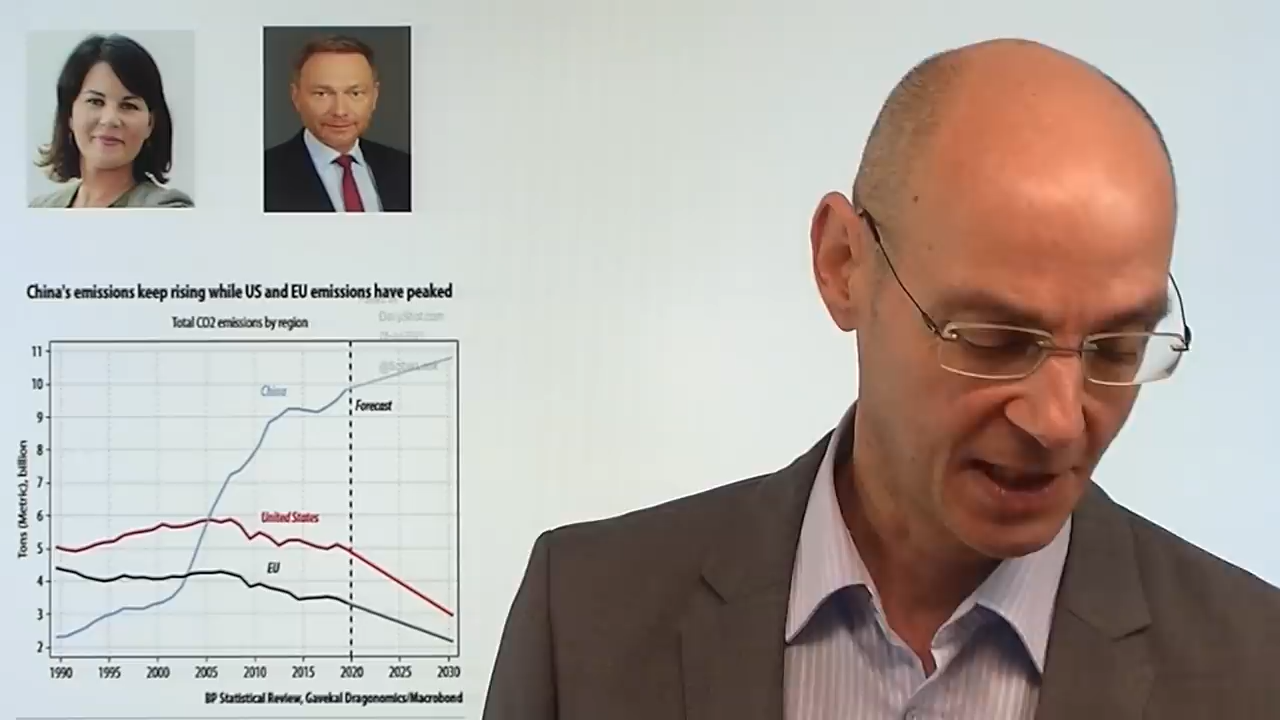 China's emissions keep rising while US and EU emissions have peaked
Total CO2 emissions by region
DailyShot.com
Tons (Metric), billion
11
10
9
8
7
6
5
4
3
2
China
Forecast
United States
EU
1990 1995 2000 2005 2010 2015 2020 2025 2030
BP Statistical Review, Gavekal Dragonomics/Macrobond